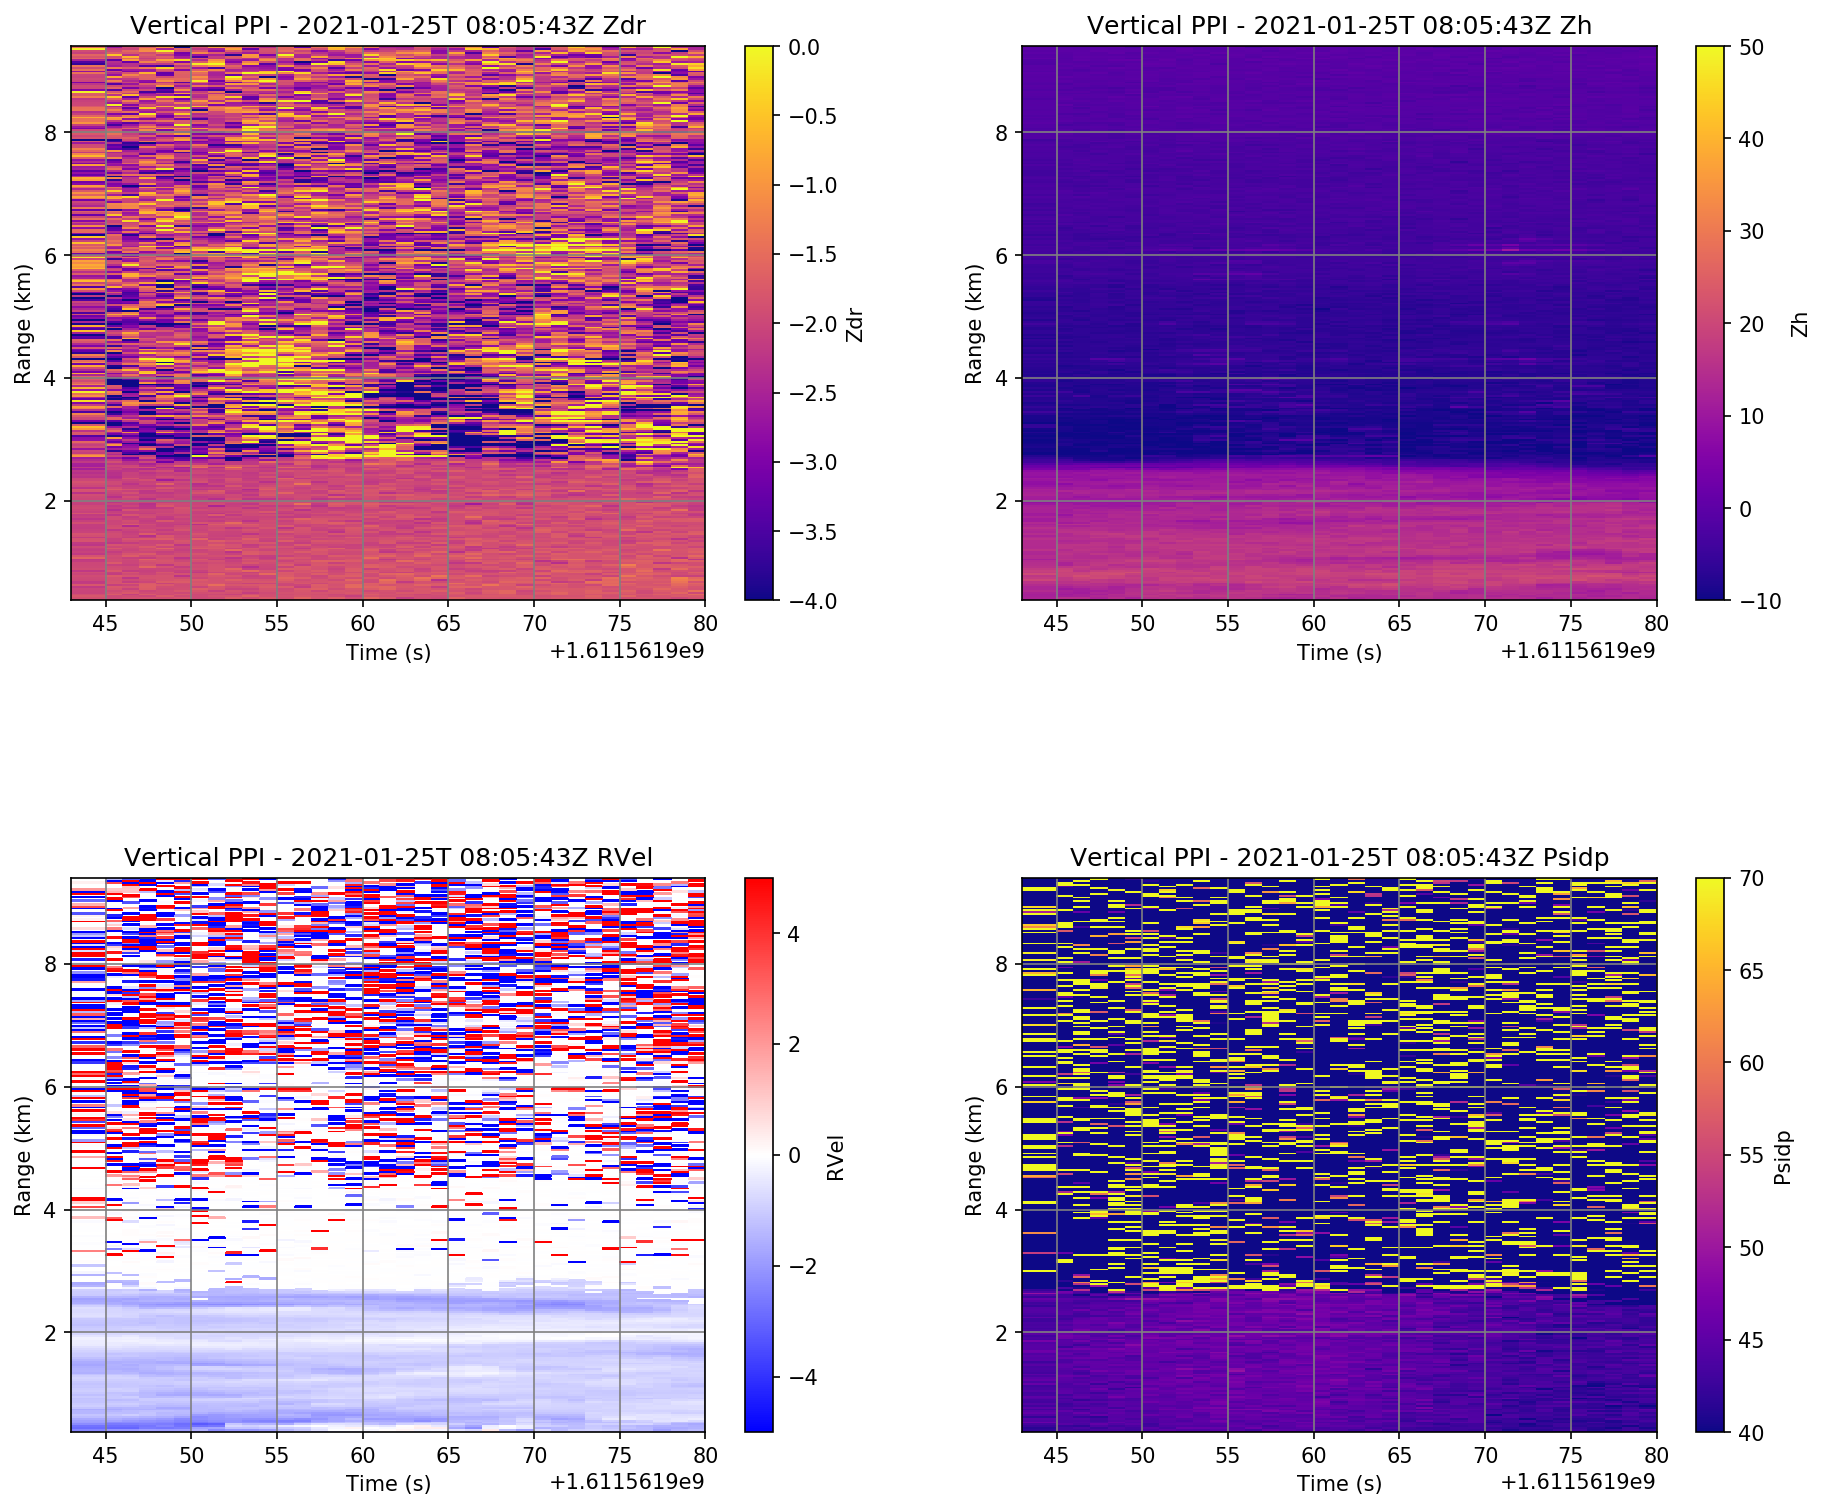 Vertical PPI - 2021-01-25T 08:05:43Z Zdr
Range (km)
8
6
4
2
45 50 55 60 65 70 75 80
Time (s)
+1.6115619e9
0.0
−0.5
−1.0
−1.5
−2.0
−2.5
−3.0
−3.5
−4.0
Zdr
Vertical PPI - 2021-01-25T 08:05:43Z Zh
Range (km)
8
6
4
2
45 50 55 60 65 70 75 80
Time (s)
+1.6115619e9
50
40
30
20
10
0
−10
Zh
Vertical PPI - 2021-01-25T 08:05:43Z RVel
Range (km)
8
6
4
2
45 50 55 60 65 70 75 80
Time (s)
+1.6115619e9
4
2
0
−2
−4
RVel
Vertical PPI - 2021-01-25T 08:05:43Z Psidp
Range (km)
8
6
4
2
45 50 55 60 65 70 75 80
Time (s)
+1.6115619e9
70
65
60
55
50
45
40
Psidp